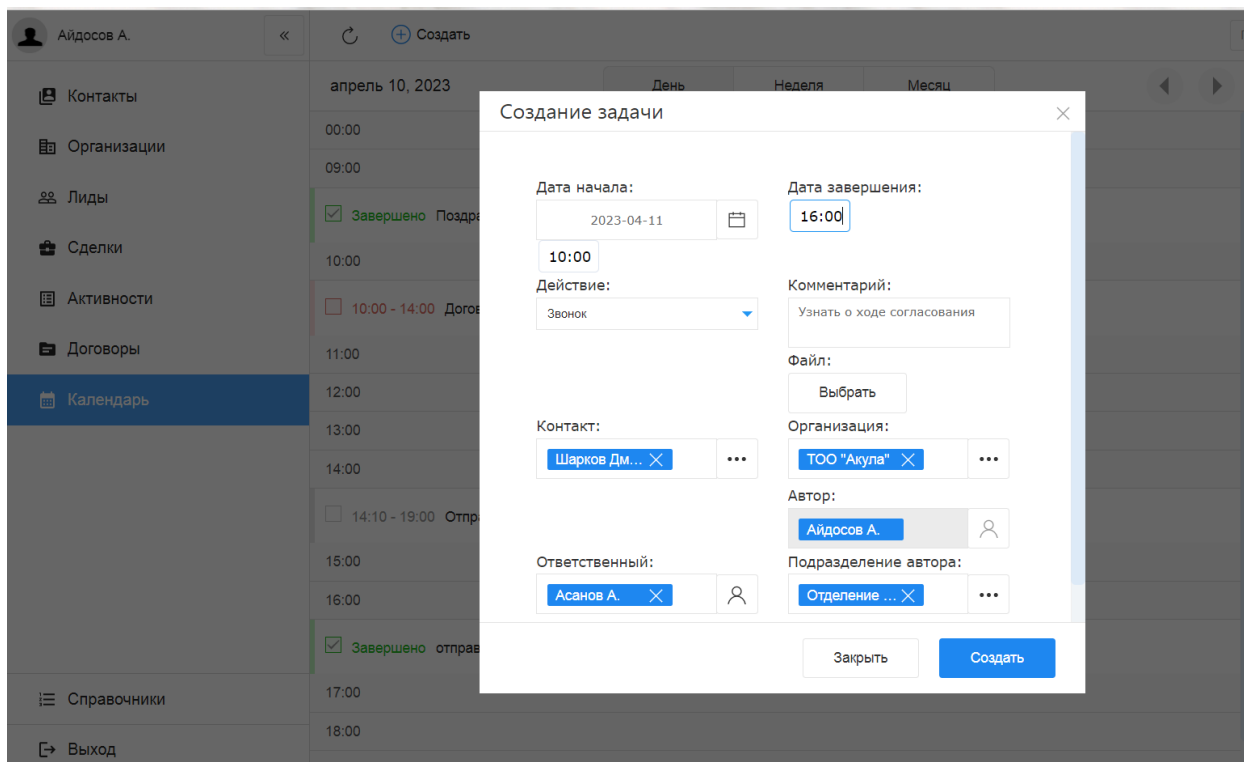 Айдосов А.
«
Создать
Контакты
Организации
Лиды
Сделки
Активности
Договоры
Календарь
Справочники
Выход
апрель 10, 2023
День
Неделя
Месяц
00:00
09:00
Завершено
10:00
10:00 - 14:00
11:00
12:00
13:00
14:00
14:10 - 19:00
15:00
16:00
Завершено
17:00
18:00
Создание задачи
Дата начала:
Дата завершения:
2023-04-11
16:00
10:00
Действие:
Комментарий:
Звонок
Узнать о ходе согласования
Файл:
Выбрать
Контакт:
Организация:
Шарков Дм...
ТОО "Акула"
Автор:
Айдосов А.
Ответственный:
Подразделение автора:
Асанов А.
Отделение ...
Закрыть
Создать